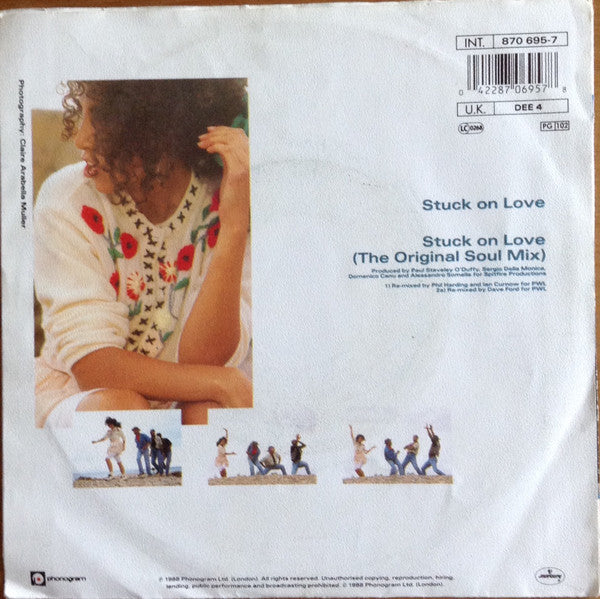 INT. 870 695-7
0 42287 06957 8
U.K. DEE 4
LC 0268
PG 102
Photography: Claire Arabella Muller
Stuck on Love
Stuck on Love
(The Original Soul Mix)
Produced by Paul Staveley O'Duffy, Sergio Della Monica,
Domenico Canu and Alessandro Somella for Spitfire Productions
1) Re-mixed by Phil Harding and Ian Curnow for PWL
2a) Re-mixed by Dave Ford for PWL
phonogram
℗ 1988 Phonogram Ltd. (London). © 1988 Phonogram Ltd. (London). All rights reserved. Unauthorised copying, reproduction, hiring,
lending, public performance and broadcasting prohibited.
mercury